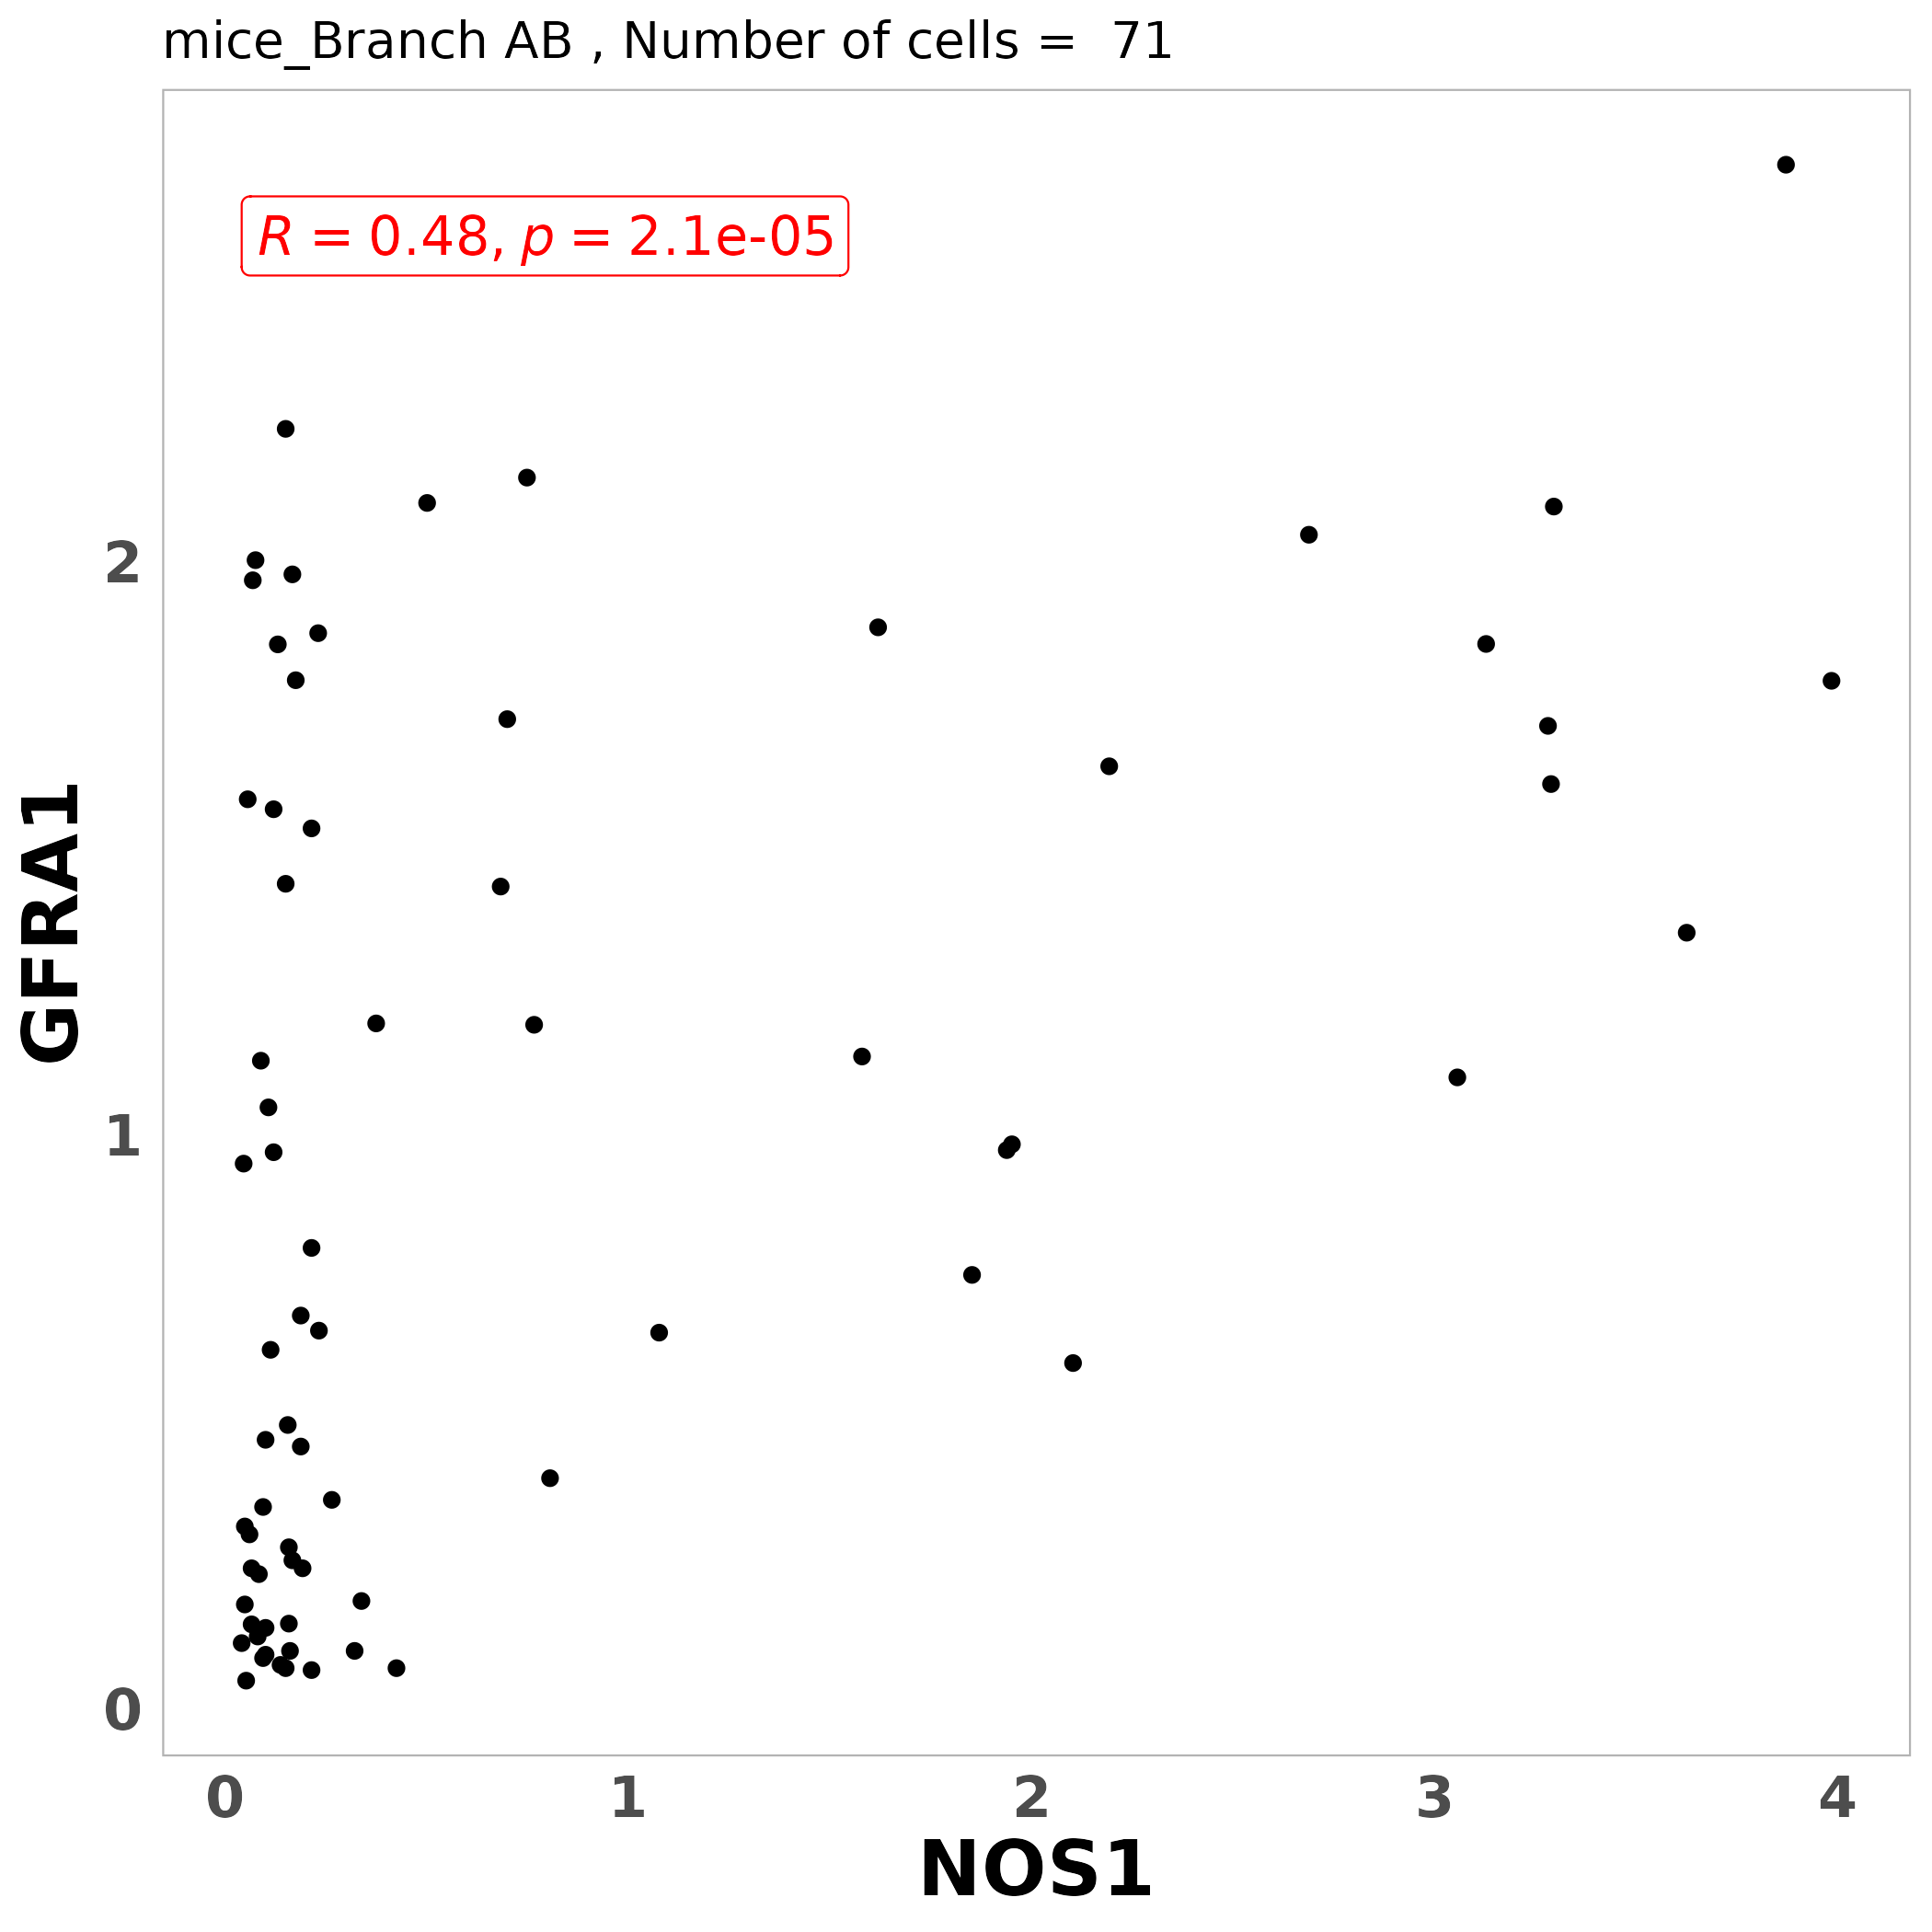 mice_Branch AB , Number of cells =  71
R = 0.48, p = 2.1e-05
GFRA1
2
1
0
0 1 2 3 4
NOS1